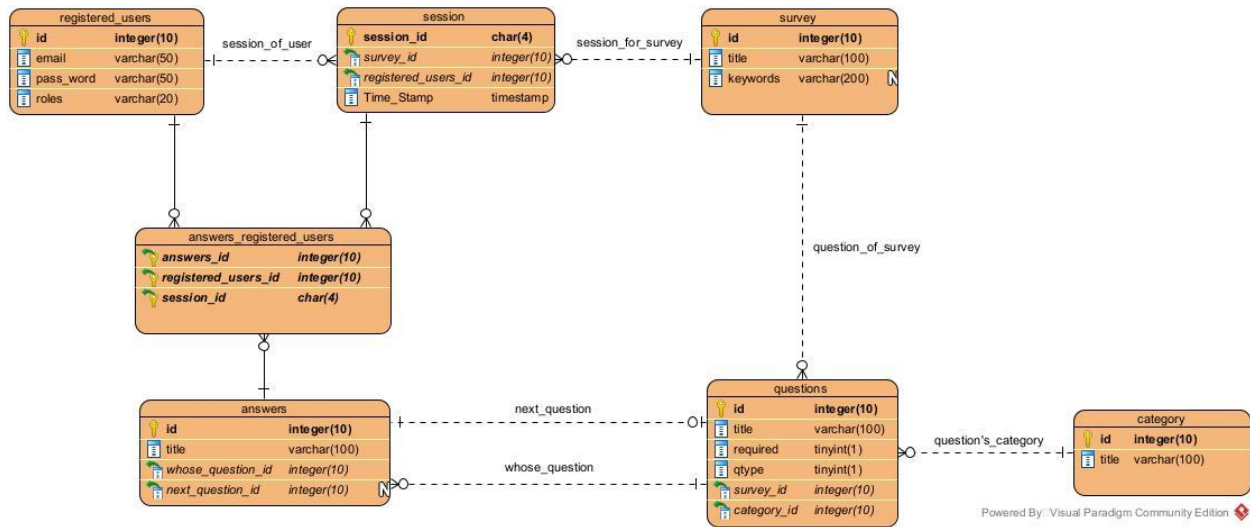 registered_users
id integer(10)
email varchar(50)
pass_word varchar(50)
roles varchar(20)
session_of_user
session
session_id char(4)
survey_id integer(10)
registered_users_id integer(10)
Time_Stamp timestamp
session_for_survey
survey
id integer(10)
title varchar(100)
keywords varchar(200) N
answers_registered_users
answers_id integer(10)
registered_users_id integer(10)
session_id char(4)
question_of_survey
answers
id integer(10)
title varchar(100)
whose_question_id integer(10)
next_question_id integer(10) N
next_question
whose_question
questions
id integer(10)
title varchar(100)
required tinyint(1)
qtype tinyint(1)
survey_id integer(10)
category_id integer(10)
question's_category
category
id integer(10)
title varchar(100)
Powered By Visual Paradigm Community Edition